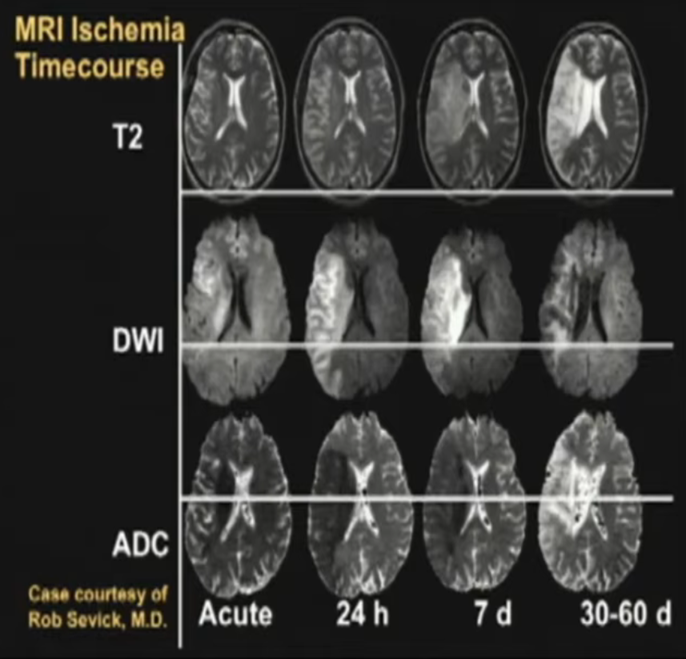 MRI Ischemia
Timecourse
T2
DWI
ADC
Case courtesy of
Rob Sevick, M.D.
Acute 24 h 7 d 30-60 d